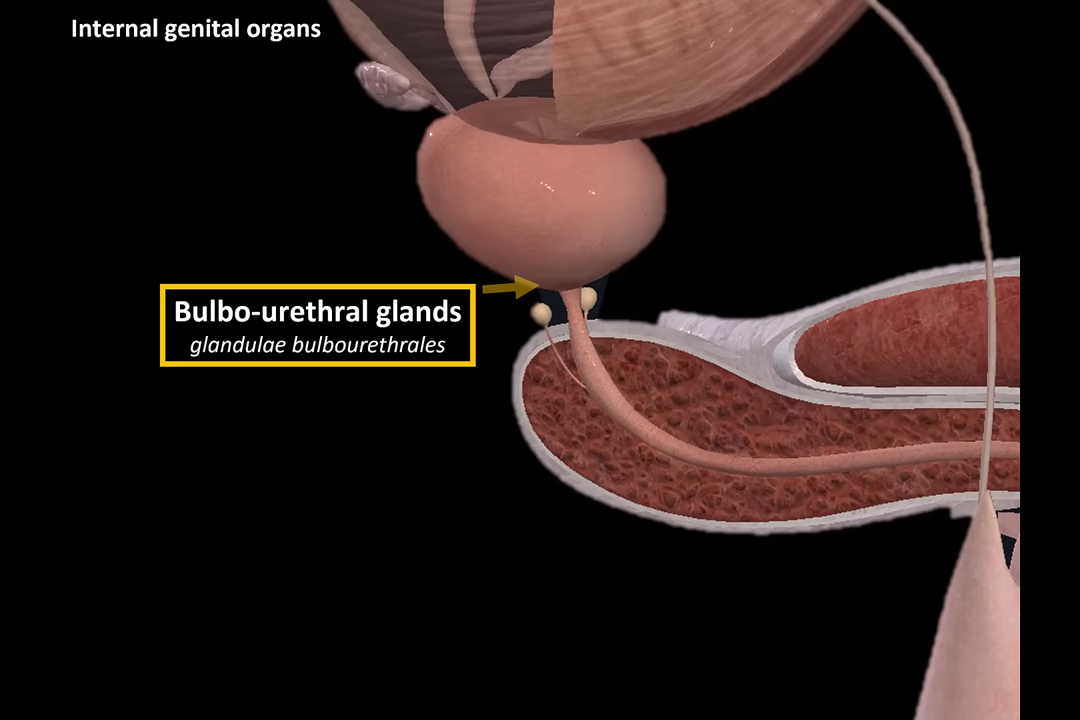 Internal genital organs
Bulbo-urethral glands
glandulae bulbourethrales